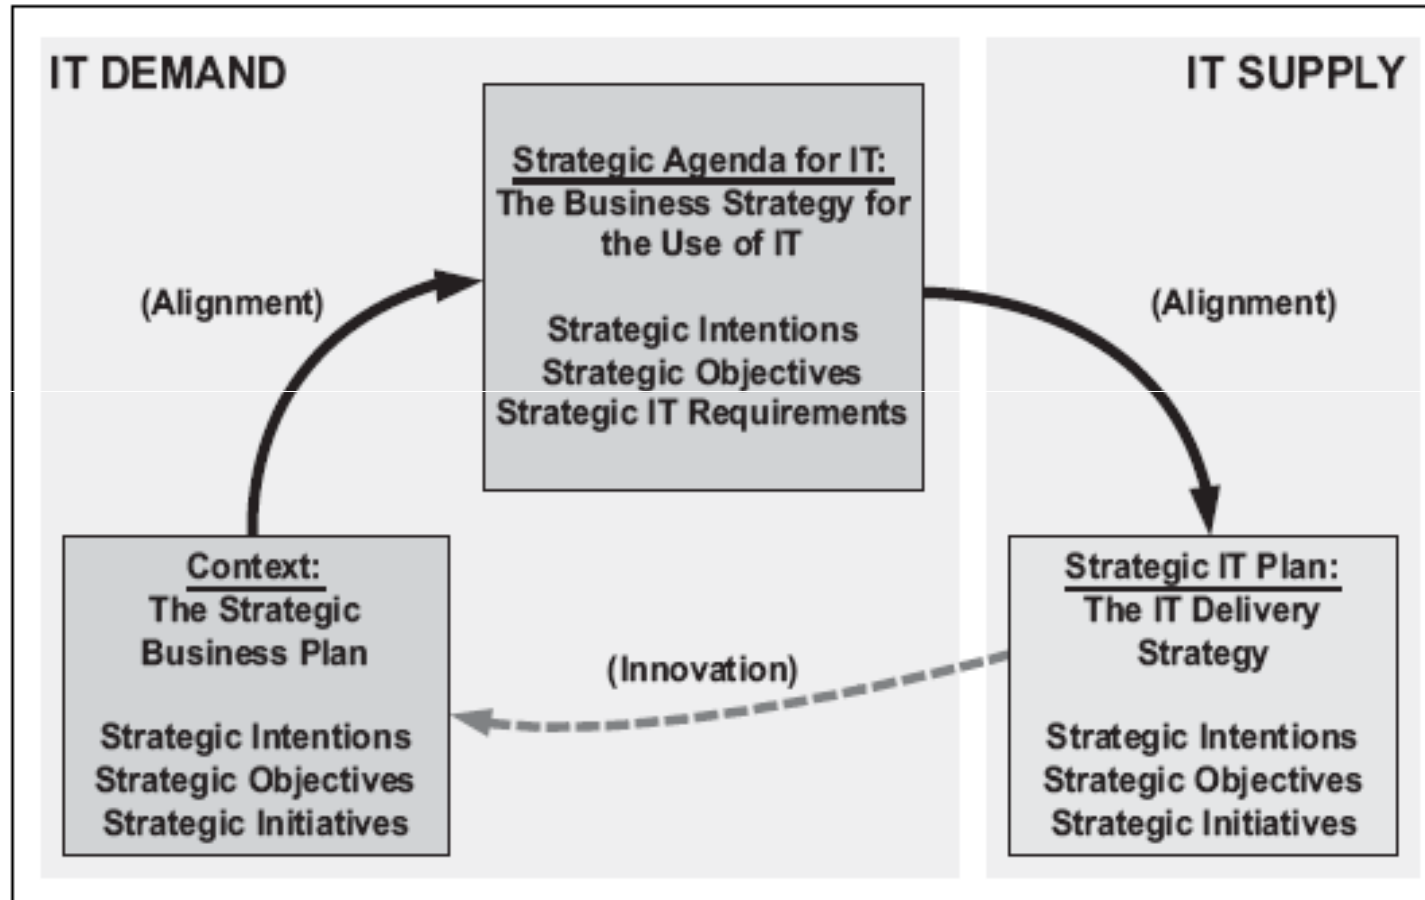 IT DEMAND
IT SUPPLY
Strategic Agenda for IT:
The Business Strategy for
the Use of IT
Strategic Intentions
Strategic Objectives
Strategic IT Requirements
(Alignment)
(Alignment)
Context:
The Strategic
Business Plan
Strategic Intentions
Strategic Objectives
Strategic Initiatives
(Innovation)
Strategic IT Plan:
The IT Delivery
Strategy
Strategic Intentions
Strategic Objectives
Strategic Initiatives